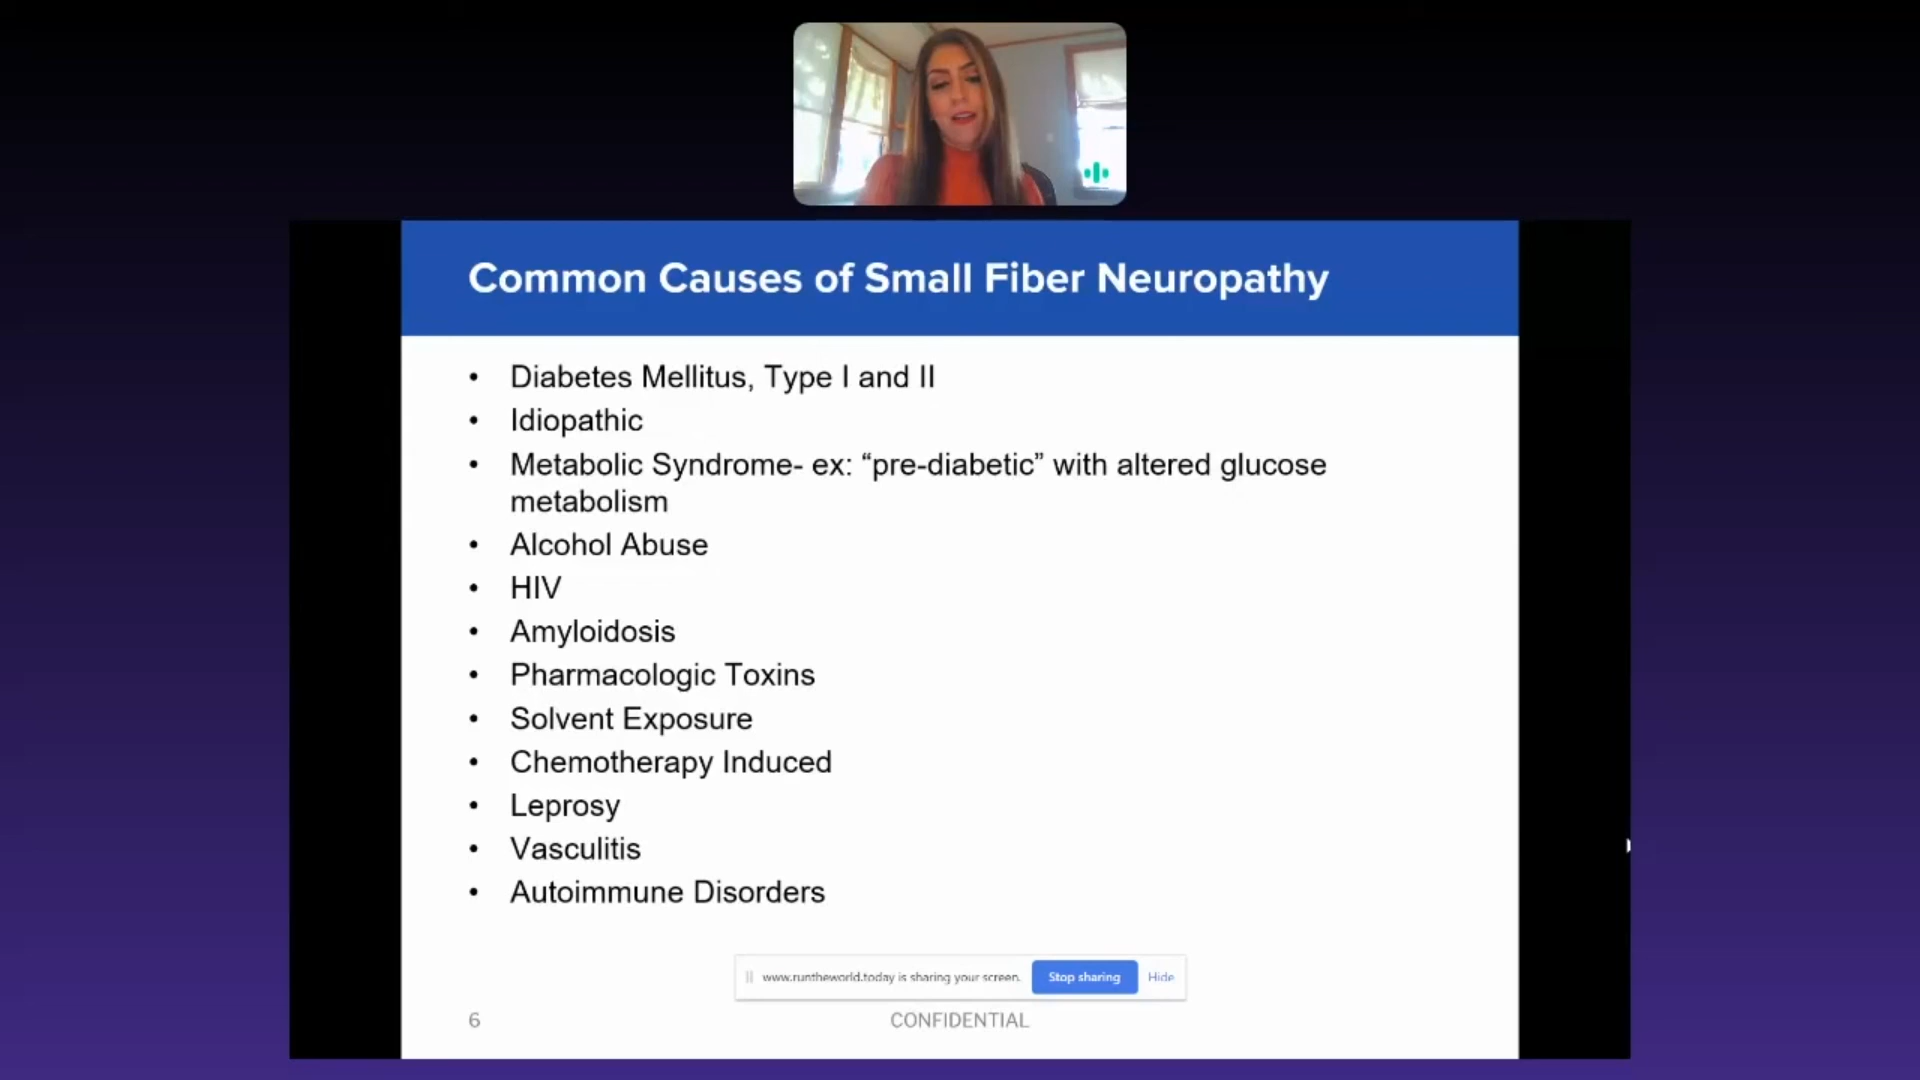 Common Causes of Small Fiber Neuropathy
• Diabetes Mellitus, Type I and II
• Idiopathic
• Metabolic Syndrome- ex: “pre-diabetic” with altered glucose
metabolism
• Alcohol Abuse
• HIV
• Amyloidosis
• Pharmacologic Toxins
• Solvent Exposure
• Chemotherapy Induced
• Leprosy
• Vasculitis
• Autoimmune Disorders
www.runtheworld.today is sharing your screen. Stop sharing Hide
6 CONFIDENTIAL